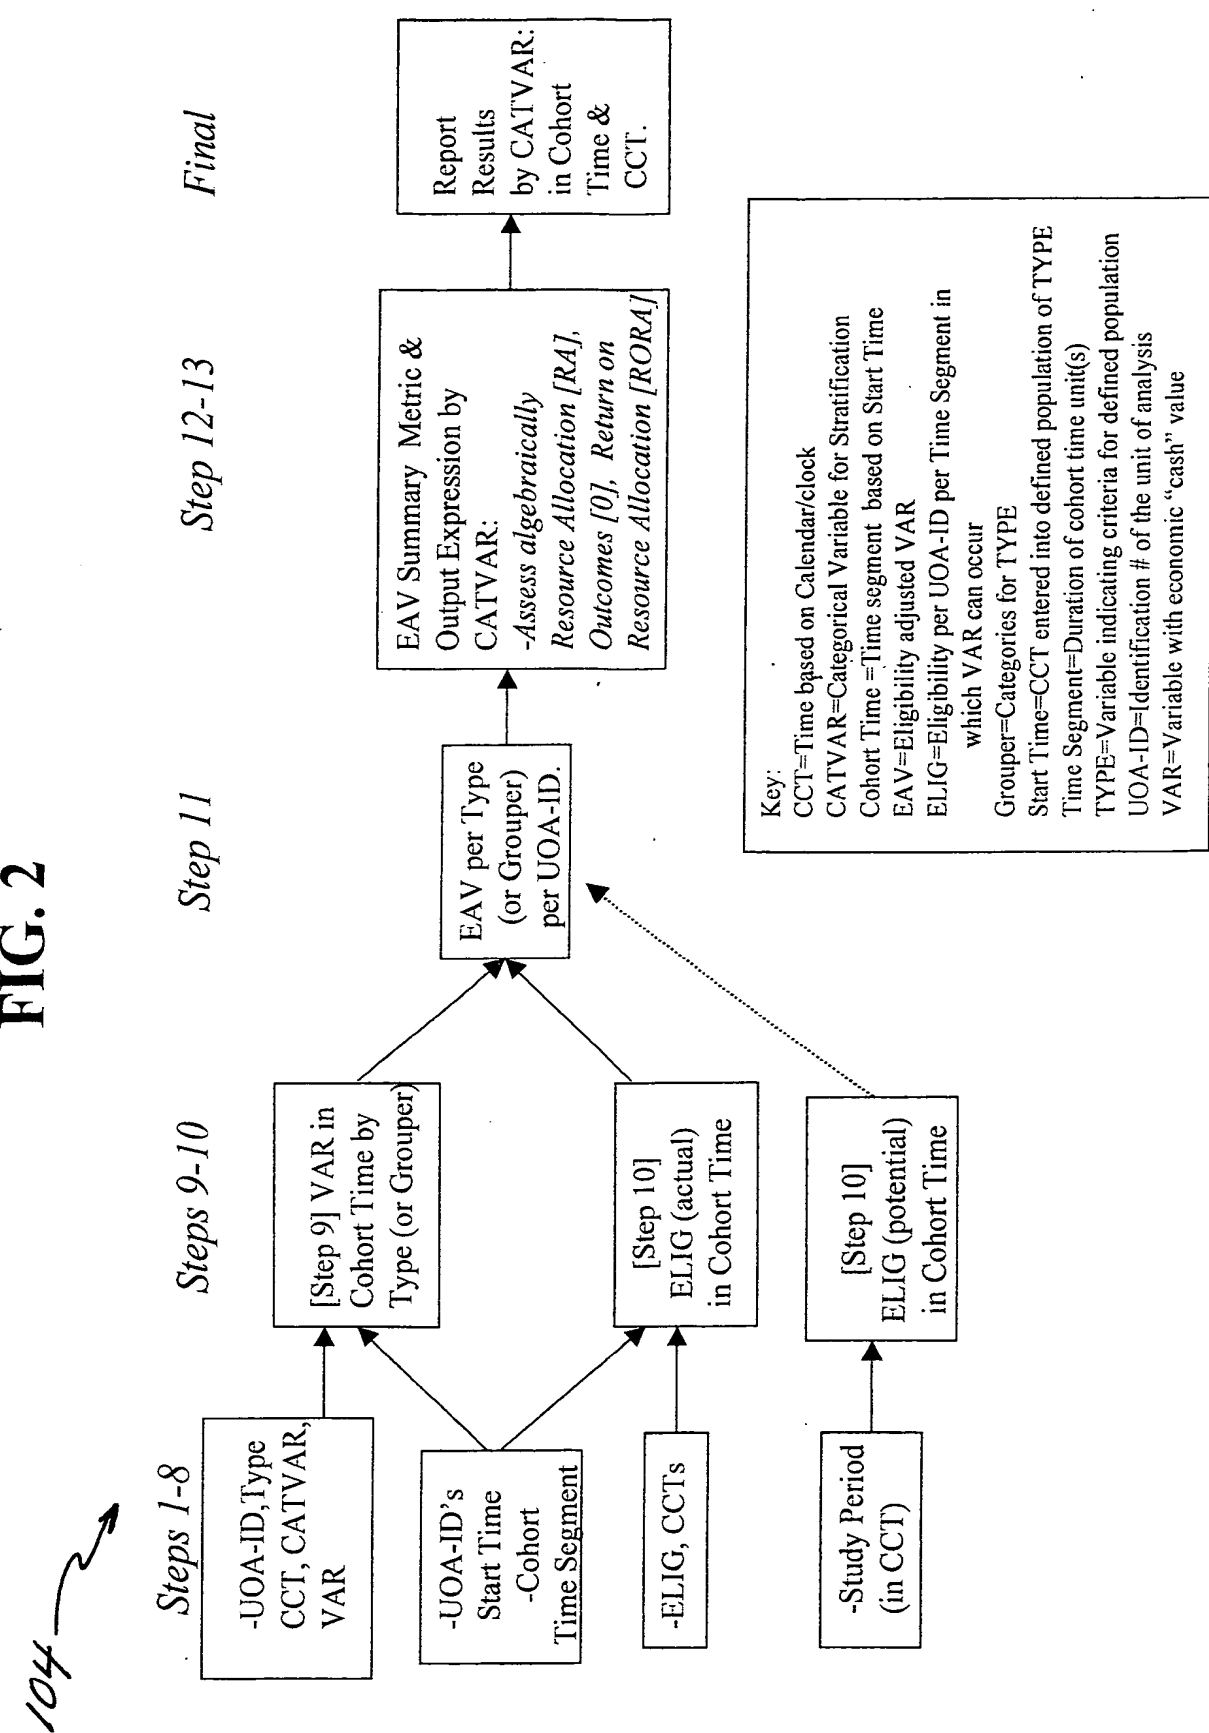 104
FIG. 2
Steps 1-8
Steps 9-10
Step 11
Step 12-13
Final
-UOA-ID,Type
CCT, CATVAR,
VAR
-UOA-ID's
Start Time
-Cohort
Time Segment
-ELIG, CCTs
-Study Period
(in CCT)
[Step 9] VAR in
Cohort Time by
Type (or Grouper)
[Step 10]
ELIG (actual)
in Cohort Time
[Step 10]
ELIG (potential)
in Cohort Time
EAV per Type
(or Grouper)
per UOA-ID.
EAV Summary Metric &
Output Expression by
CATVAR:
-Assess algebraically
Resource Allocation [RA],
Outcomes [0], Return on
Resource Allocation [RORA]
Report
Results
by CATVAR:
in Cohort
Time &
CCT.
Key:
CCT=Time based on Calendar/clock
CATVAR=Categorical Variable for Stratification
Cohort Time =Time segment based on Start Time
EAV=Eligibility adjusted VAR
ELIG=Eligibility per UOA-ID per Time Segment in
which VAR can occur
Grouper=Categories for TYPE
Start Time=CCT entered into defined population of TYPE
Time Segment=Duration of cohort time unit(s)
TYPE=Variable indicating criteria for defined population
UOA-ID=Identification # of the unit of analysis
VAR=Variable with economic “cash” value